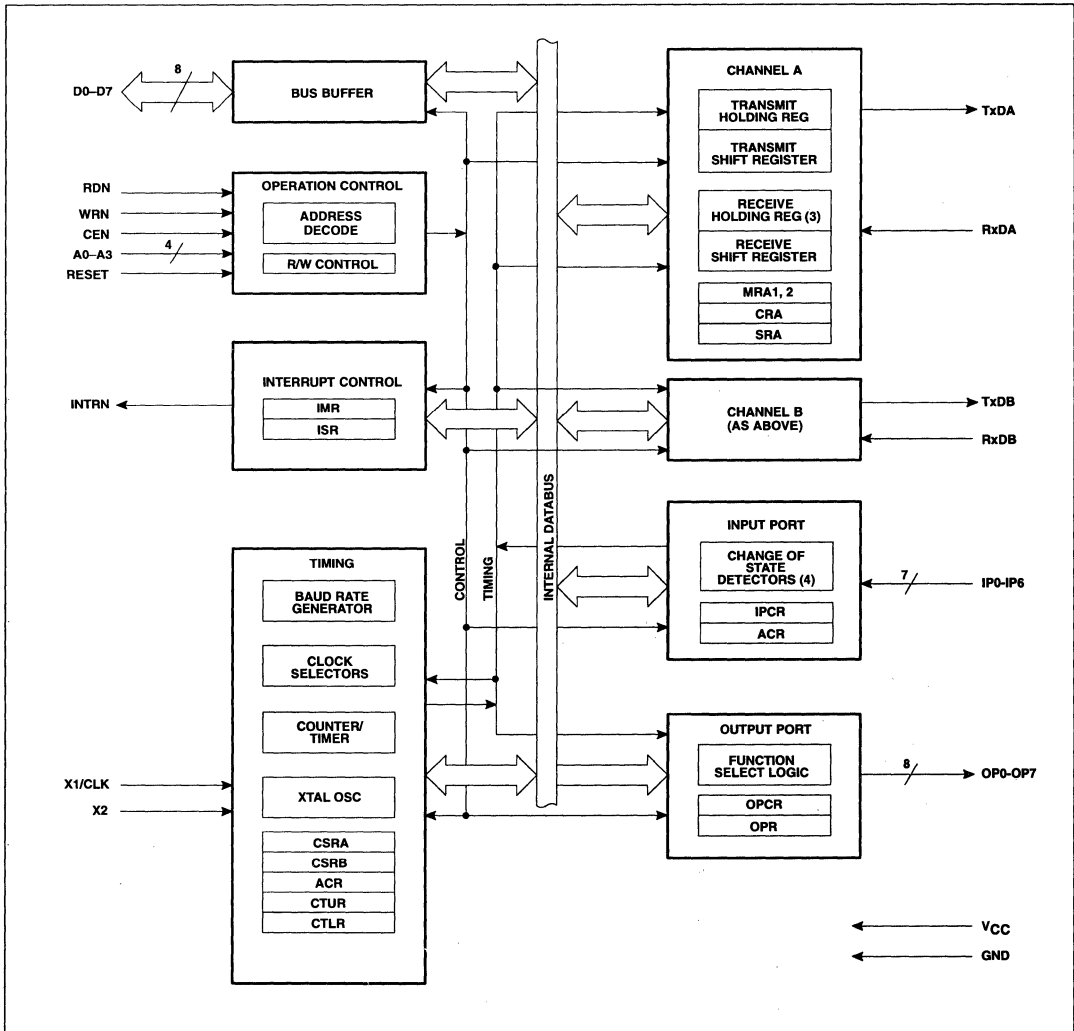 8
D0–D7
BUS BUFFER
RDN
WRN
CEN
4
A0–A3
RESET
OPERATION CONTROL
ADDRESS
DECODE
R/W CONTROL
INTRN
INTERRUPT CONTROL
IMR
ISR
TIMING
BAUD RATE
GENERATOR
CLOCK
SELECTORS
COUNTER/
TIMER
X1/CLK
X2
XTAL OSC
CSRA
CSRB
ACR
CTUR
CTLR
CONTROL
TIMING
INTERNAL DATABUS
CHANNEL A
TRANSMIT
HOLDING REG
TRANSMIT
SHIFT REGISTER
RECEIVE
HOLDING REG (3)
RECEIVE
SHIFT REGISTER
MRA1, 2
CRA
SRA
TxDA
RxDA
CHANNEL B
(AS ABOVE)
TxDB
RxDB
INPUT PORT
CHANGE OF
STATE
DETECTORS (4)
IPCR
ACR
7
IP0-IP6
OUTPUT PORT
FUNCTION
SELECT LOGIC
OPCR
OPR
8
OP0-OP7
VCC
GND